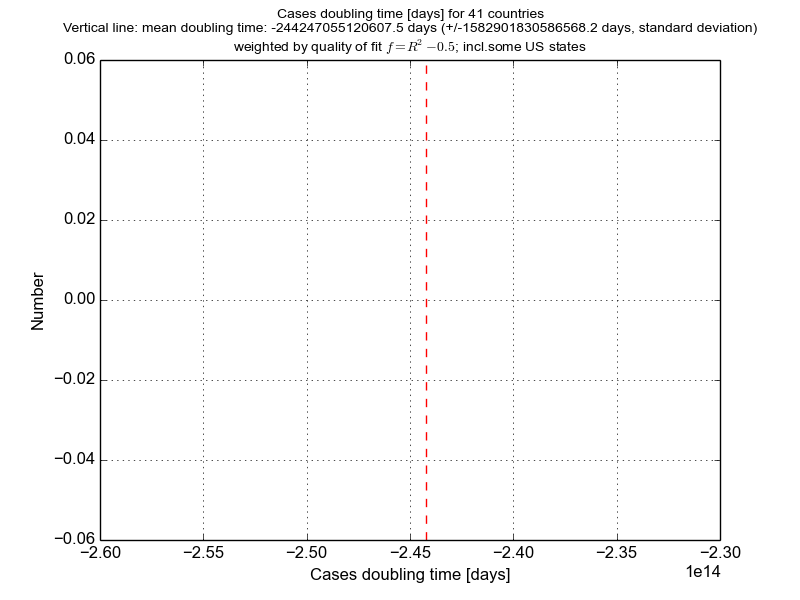 Cases doubling time [days] for 41 countries
Vertical line: mean doubling time: -244247055120607.5 days (+/-1582901830586568.2 days, standard deviation)
weighted by quality of fit f = R² − 0.5; incl.some US states
0.06
0.04
0.02
0.00
−0.02
−0.04
−0.06
Number
−2.60 −2.55 −2.50 −2.45 −2.40 −2.35 −2.30
1e14
Cases doubling time [days]